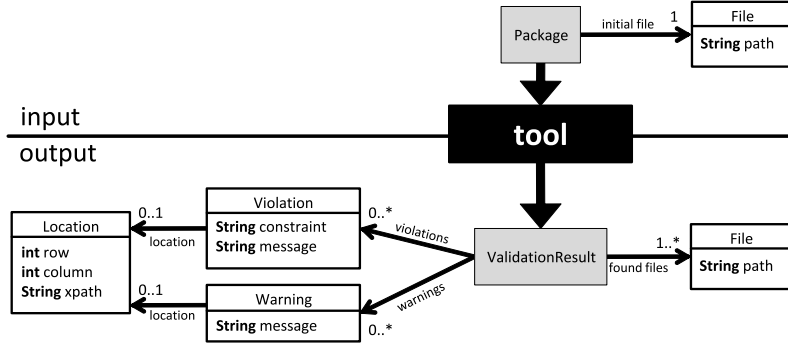 Package
initial file
1
File
String path
input
tool
output
Violation
String constraint
String message
0..1
location
0..*
violations
Location
int row
int column
String xpath
ValidationResult
1..*
found files
File
String path
0..1
location
Warning
String message
warnings
0..*